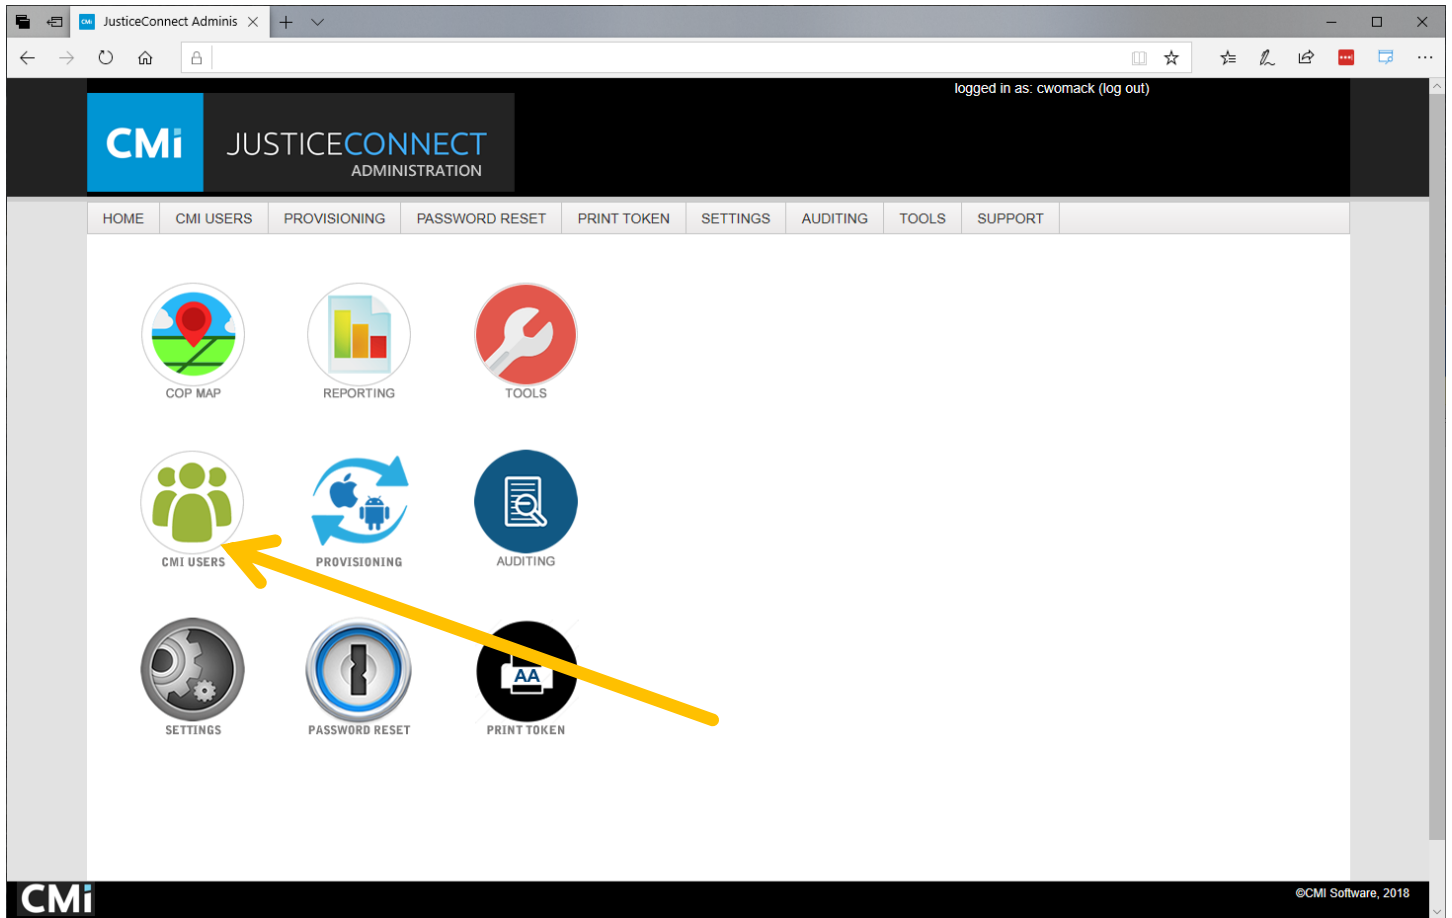 JusticeConnect Adminis
logged in as: cwomack (log out)
CMi JUSTICECONNECT
ADMINISTRATION
HOME CMI USERS PROVISIONING PASSWORD RESET PRINT TOKEN SETTINGS AUDITING TOOLS SUPPORT
COP MAP REPORTING TOOLS
CMI USERS PROVISIONING AUDITING
AA
SETTINGS PASSWORD RESET PRINT TOKEN
CMi ©CMI Software, 2018